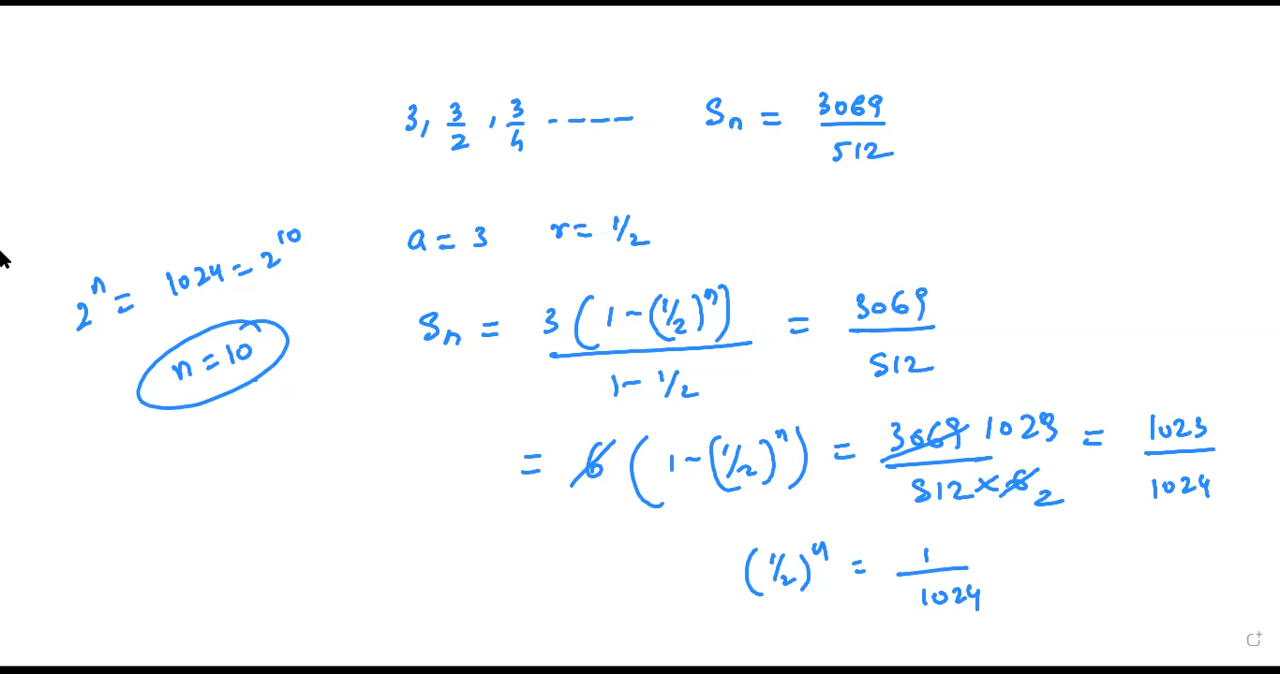 3, 3/2, 3/4 ----- Sn = 3069/512
a = 3 r = 1/2
2^n = 1024 = 2^10
n = 10
Sn = 3(1-(1/2)^n)/(1-1/2) = 3069/512
= 6(1-(1/2)^n) = 3069 1023/(512×6 2) = 1023/1024
(1/2)^n = 1/1024